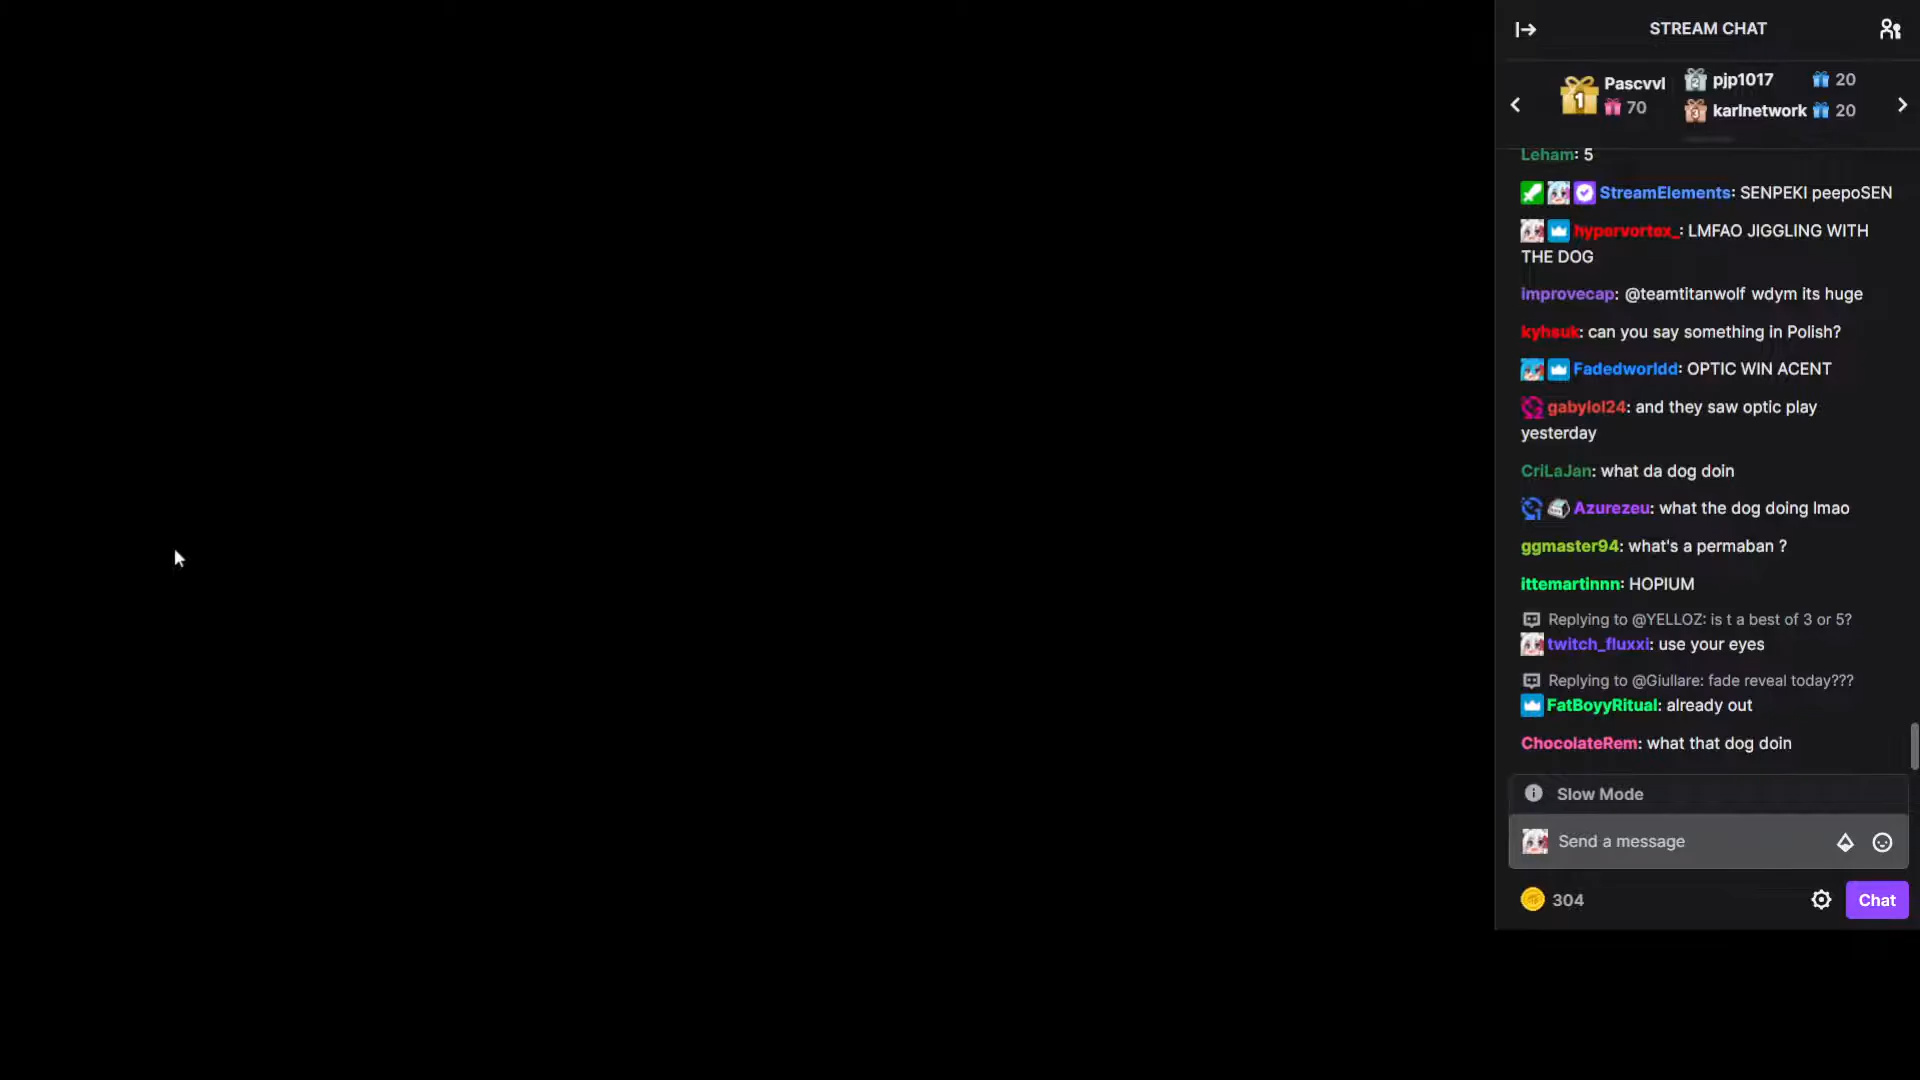 STREAM CHAT
1 Pascvvl
70
2 pjp1017 20
3 karlnetwork 20
Leham: 5
StreamElements: SENPEKI peepoSEN
hypervortex_: LMFAO JIGGLING WITH
THE DOG
improvecap: @teamtitanwolf wdym its huge
kyhsuk: can you say something in Polish?
Fadedworldd: OPTIC WIN ACENT
gabylol24: and they saw optic play
yesterday
CriLaJan: what da dog doin
Azurezeu: what the dog doing lmao
ggmaster94: what's a permaban ?
ittemartinnn: HOPIUM
Replying to @YELLOZ: is t a best of 3 or 5?
twitch_fluxxi: use your eyes
Replying to @Giullare: fade reveal today???
FatBoyyRitual: already out
ChocolateRem: what that dog doin
Slow Mode
Send a message
304
Chat